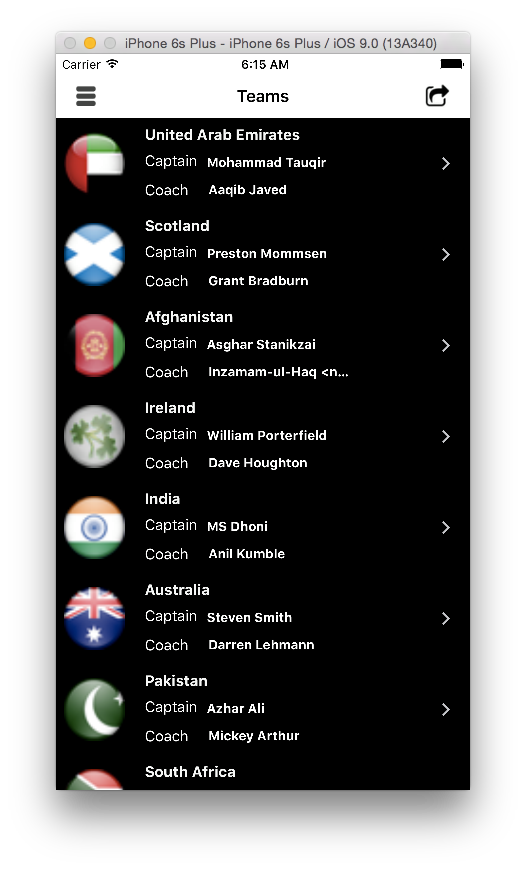 iPhone 6s Plus - iPhone 6s Plus / iOS 9.0 (13A340)
Carrier 6:15 AM
Teams
United Arab Emirates
Captain Mohammad Tauqir
Coach Aaqib Javed
Scotland
Captain Preston Mommsen
Coach Grant Bradburn
Afghanistan
Captain Asghar Stanikzai
Coach Inzamam-ul-Haq <n...
Ireland
Captain William Porterfield
Coach Dave Houghton
India
Captain MS Dhoni
Coach Anil Kumble
Australia
Captain Steven Smith
Coach Darren Lehmann
Pakistan
Captain Azhar Ali
Coach Mickey Arthur
South Africa